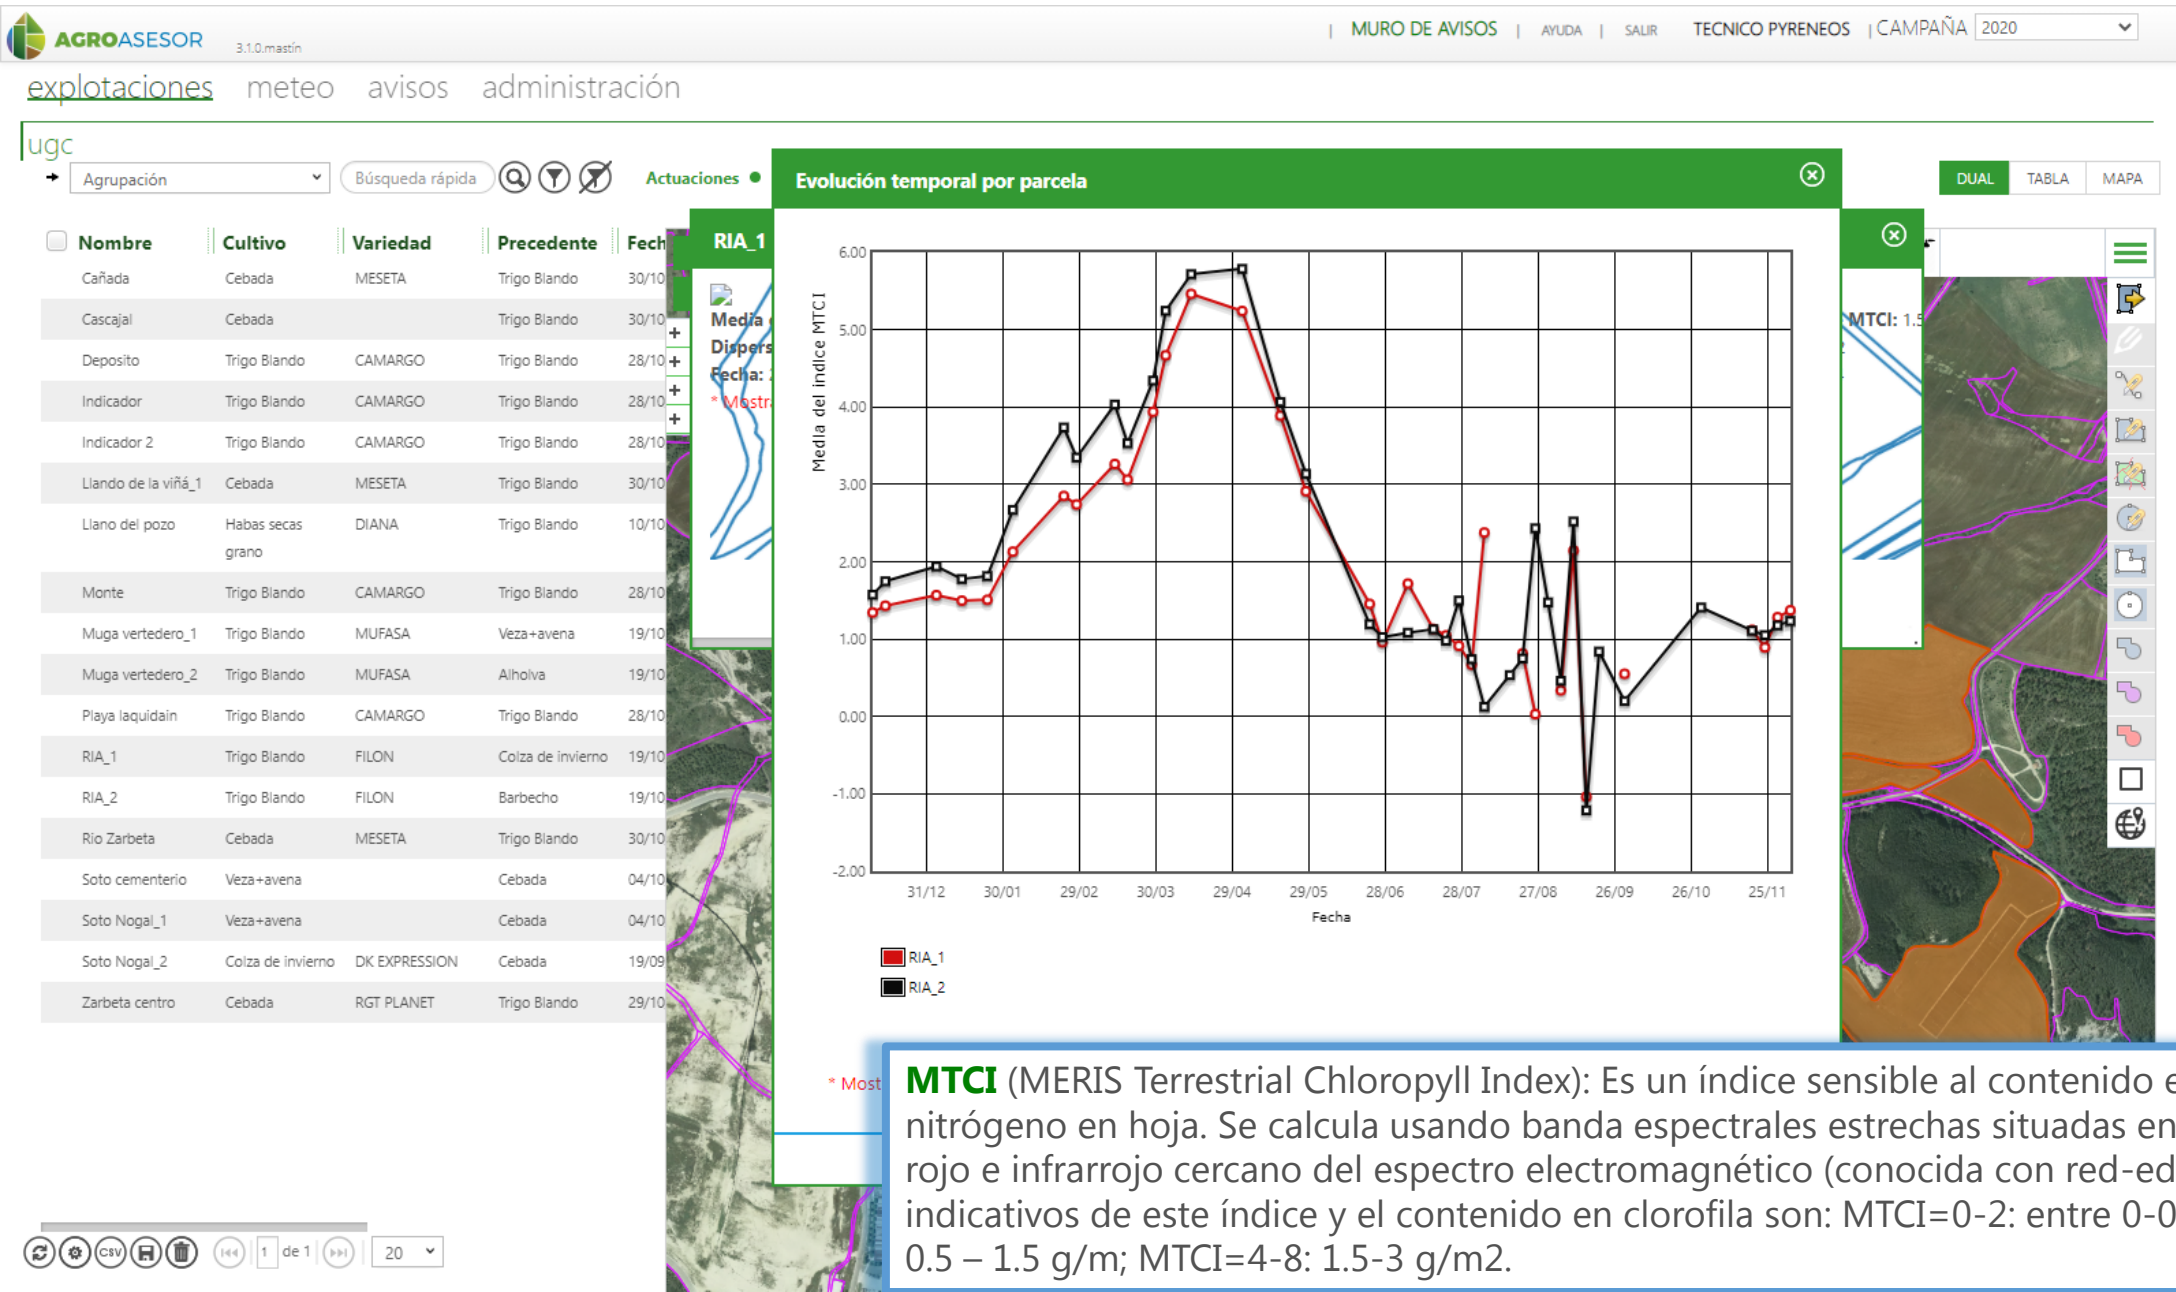 AGROASESOR 3.1.0.mastín | MURO DE AVISOS | AYUDA | SALIR TECNICO PYRENEOS | CAMPAÑA 2020
explotaciones meteo avisos administración
ugc
Agrupación Búsqueda rápida Actuaciones
DUAL TABLA MAPA
Nombre Cultivo Variedad Precedente Fech
Cañada Cebada MESETA Trigo Blando 30/10
Cascajal Cebada Trigo Blando 30/10
Deposito Trigo Blando CAMARGO Trigo Blando 28/10
Indicador Trigo Blando CAMARGO Trigo Blando 28/10
Indicador 2 Trigo Blando CAMARGO Trigo Blando 28/10
Llando de la viñá_1 Cebada MESETA Trigo Blando 30/10
Llano del pozo Habas secas grano DIANA Trigo Blando 10/10
Monte Trigo Blando CAMARGO Trigo Blando 28/10
Muga vertedero_1 Trigo Blando MUFASA Veza+avena 19/10
Muga vertedero_2 Trigo Blando MUFASA Alholva 19/10
Playa laquidain Trigo Blando CAMARGO Trigo Blando 28/10
RIA_1 Trigo Blando FILON Colza de invierno 19/10
RIA_2 Trigo Blando FILON Barbecho 19/10
Rio Zarbeta Cebada MESETA Trigo Blando 30/10
Soto cementerio Veza+avena Cebada 04/10
Soto Nogal_1 Veza+avena Cebada 04/10
Soto Nogal_2 Colza de invierno DK EXPRESSION Cebada 19/09
Zarbeta centro Cebada RGT PLANET Trigo Blando 29/10
CSV 1 de 1 20
RIA_1
Media
Dispers
Fecha:
* Mostr
MTCI: 1.5
Evolución temporal por parcela
Media del indice MTCI
6.00
5.00
4.00
3.00
2.00
1.00
0.00
-1.00
-2.00
31/12 30/01 29/02 30/03 29/04 29/05 28/06 28/07 27/08 26/09 26/10 25/11
Fecha
RIA_1
RIA_2
* Most
MTCI (MERIS Terrestrial Chloropyll Index): Es un índice sensible al contenido e
nitrógeno en hoja. Se calcula usando banda espectrales estrechas situadas en
rojo e infrarrojo cercano del espectro electromagnético (conocida con red-ed
indicativos de este índice y el contenido en clorofila son: MTCI=0-2: entre 0-0
0.5 – 1.5 g/m; MTCI=4-8: 1.5-3 g/m2.